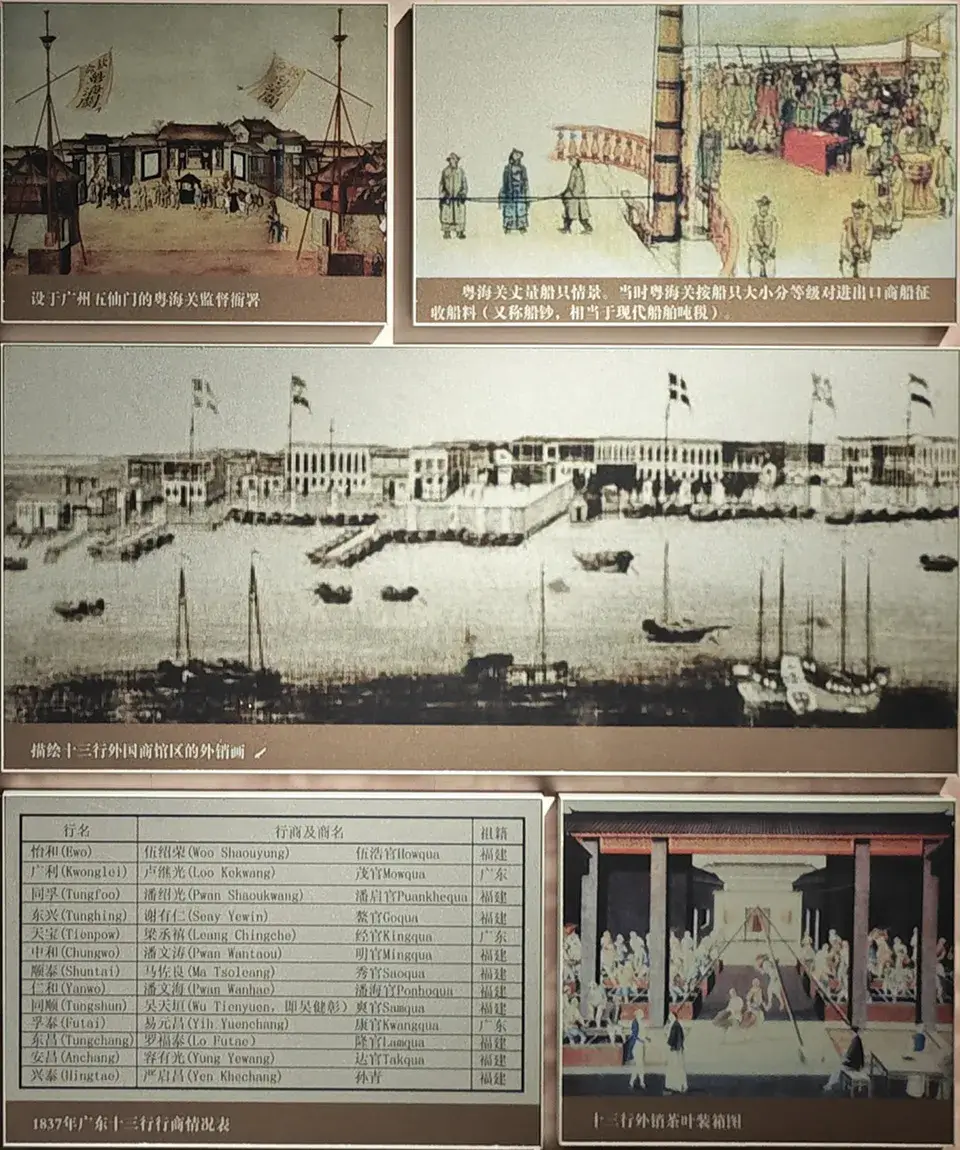 设于广州五仙门的粤海关监督衙署
粤海关丈量船只情景。当时粤海关按船只大小分等级对进出口商船征
收船料(又称船钞,相当于现代船舶吨税)。
描绘十三行外国商馆区的外销画
行名 行商及商名 祖籍
怡和(Ewo) 伍绍荣(Woo Shaouyung) 伍浩官Howqua 福建
广利(Kwonglei) 卢继光(Loo Kekwang) 茂官Mowqua 广东
同孚(Tungfoo) 潘绍光(Pwan Shaoukwang) 潘启官Puankhequa 福建
东兴(Tunghing) 谢有仁(Seay Yewin) 鳌官Goqua 福建
天宝(Tienpow) 梁承禧(Leang Chingche) 经官Kingqua 广东
中和(Chungwo) 潘文涛(Pwan Wantaou) 明官Mingqua 福建
顺泰(Shuntai) 马佐良(Ma Tsoleang) 秀官Saoqua 福建
仁和(Yanwo) 潘文海(Pwan Wanhae) 潘海官Ponhoqua 福建
同顺(Tungshun) 吴天垣(Wu Tienyuen,即吴健彰) 爽官Samqua 福建
孚泰(Futai) 易元昌(Yih Yuenchang) 康官Kwangqua 广东
东昌(Tungchang) 罗福泰(Lo Futae) 隆官Lamqua 福建
安昌(Anchang) 容有光(Yung Yewang) 达官Takqua 福建
兴泰(Hingtae) 严启昌(Yen Khechang) 孙青 福建
1837年广东十三行行商情况表
十三行外销茶叶装箱图